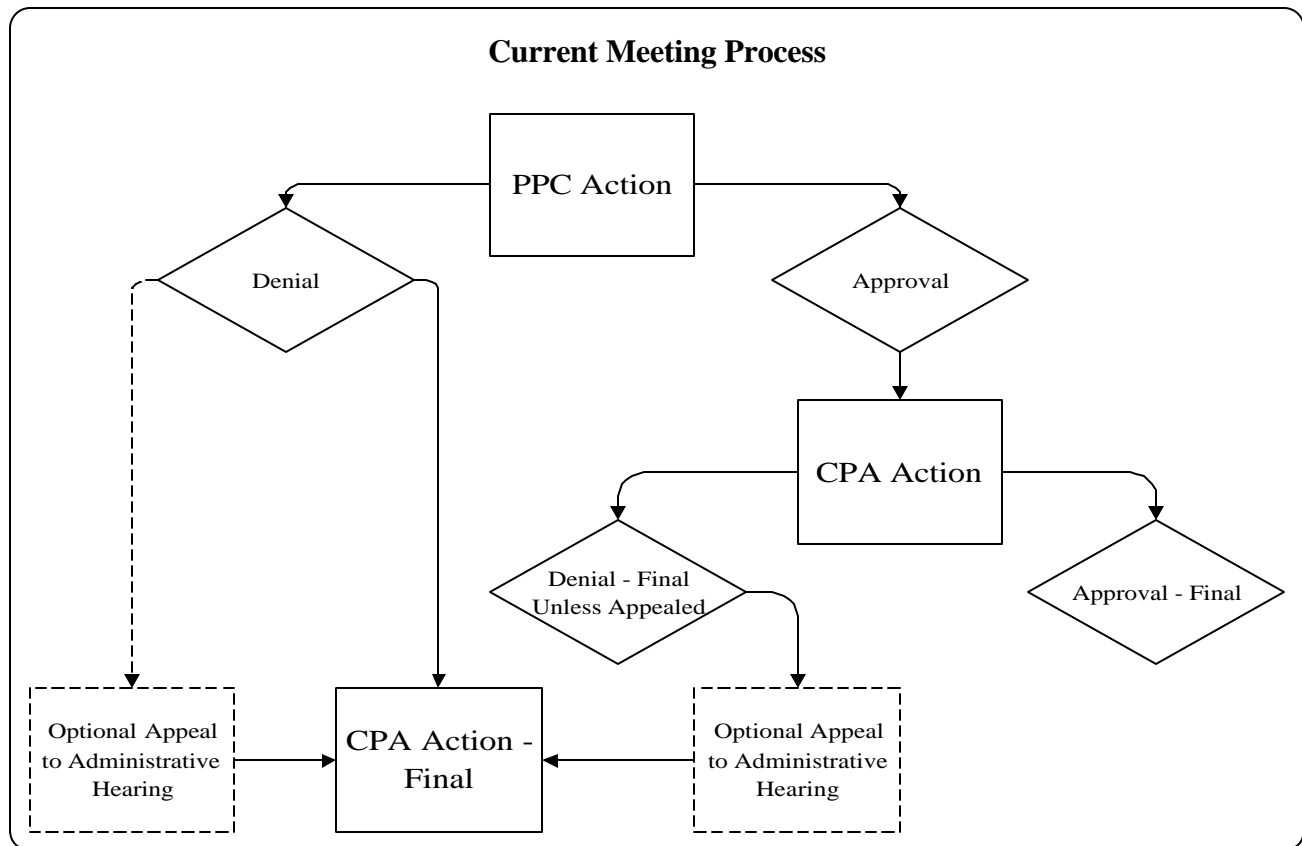 Current Meeting Process
PPC Action
Denial
Approval
CPA Action
Denial - Final
Unless Appealed
Approval - Final
Optional Appeal
to Administrative
Hearing
CPA Action -
Final
Optional Appeal
to Administrative
Hearing